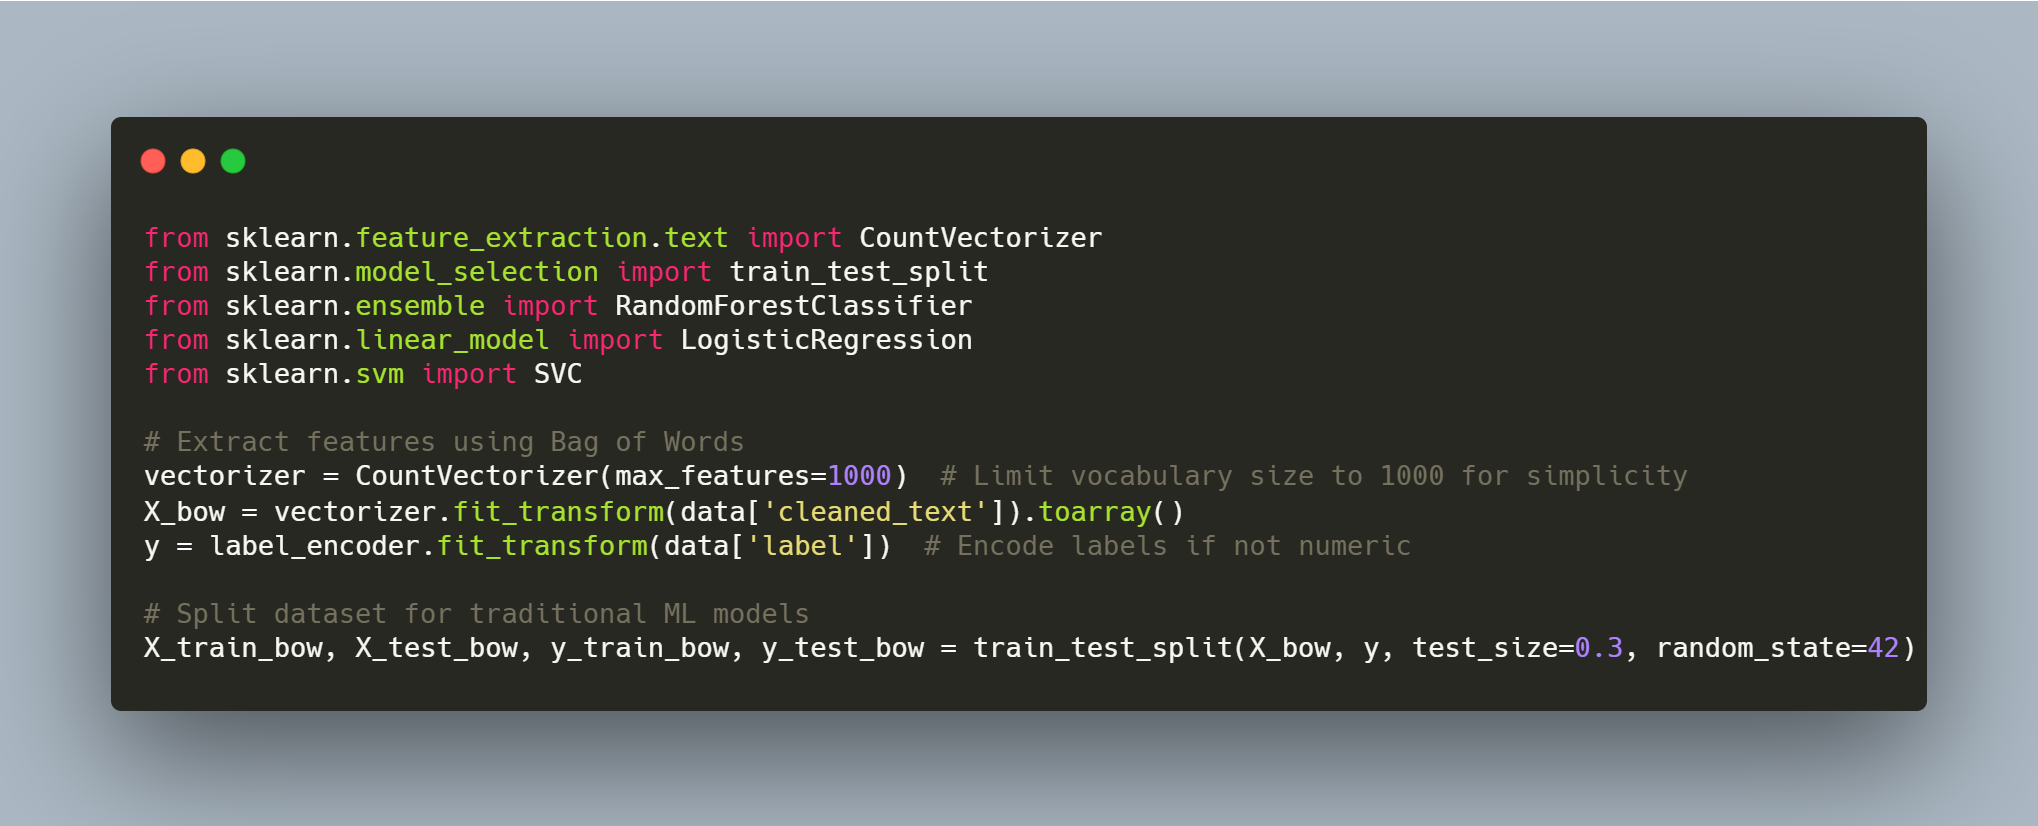 from sklearn.feature_extraction.text import CountVectorizer
from sklearn.model_selection import train_test_split
from sklearn.ensemble import RandomForestClassifier
from sklearn.linear_model import LogisticRegression
from sklearn.svm import SVC
# Extract features using Bag of Words
vectorizer = CountVectorizer(max_features=1000)  # Limit vocabulary size to 1000 for simplicity
X_bow = vectorizer.fit_transform(data['cleaned_text']).toarray()
y = label_encoder.fit_transform(data['label'])  # Encode labels if not numeric
# Split dataset for traditional ML models
X_train_bow, X_test_bow, y_train_bow, y_test_bow = train_test_split(X_bow, y, test_size=0.3, random_state=42)